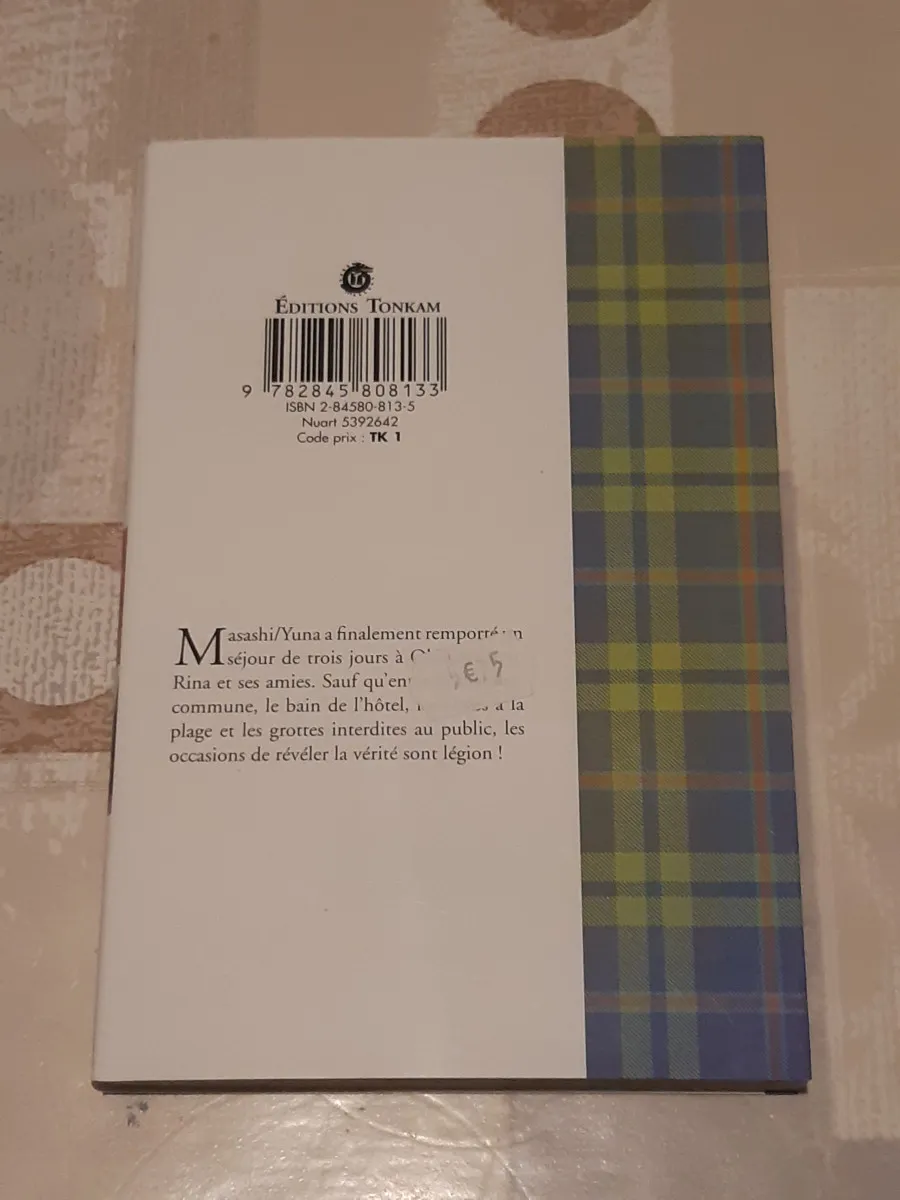 ÉDITIONS TONKAM
9 782845 808133
ISBN 2-84580-813-5
Nuart 5392642
Code prix : TK 1
Masashi/Yuna a finalement remporté
séjour de trois jours à
Rina et ses amies. Sauf
commune, le bain de l'hôtel, à la
plage et les grottes interdites au public, les
occasions de révéler la vérité sont légion !
€ 5